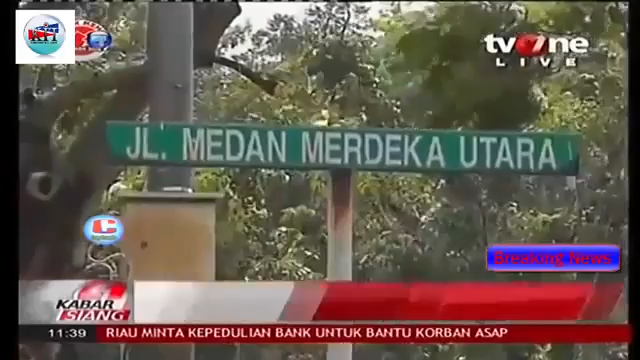 tvOne
LIVE
JL. MEDAN MERDEKA UTARA
Breaking News
KABAR
SIANG
11:39 RIAU MINTA KEPEDULIAN BANK UNTUK BANTU KORBAN ASAP